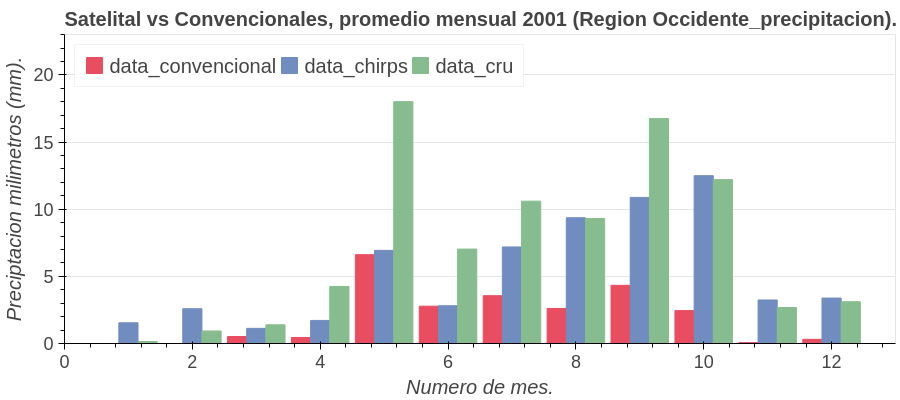 Satelital vs Convencionales, promedio mensual 2001 (Region Occidente_precipitacion).
data_convencional data_chirps data_cru
Preciptacion milimetros (mm).
20
15
10
5
0
0 2 4 6 8 10 12
Numero de mes.